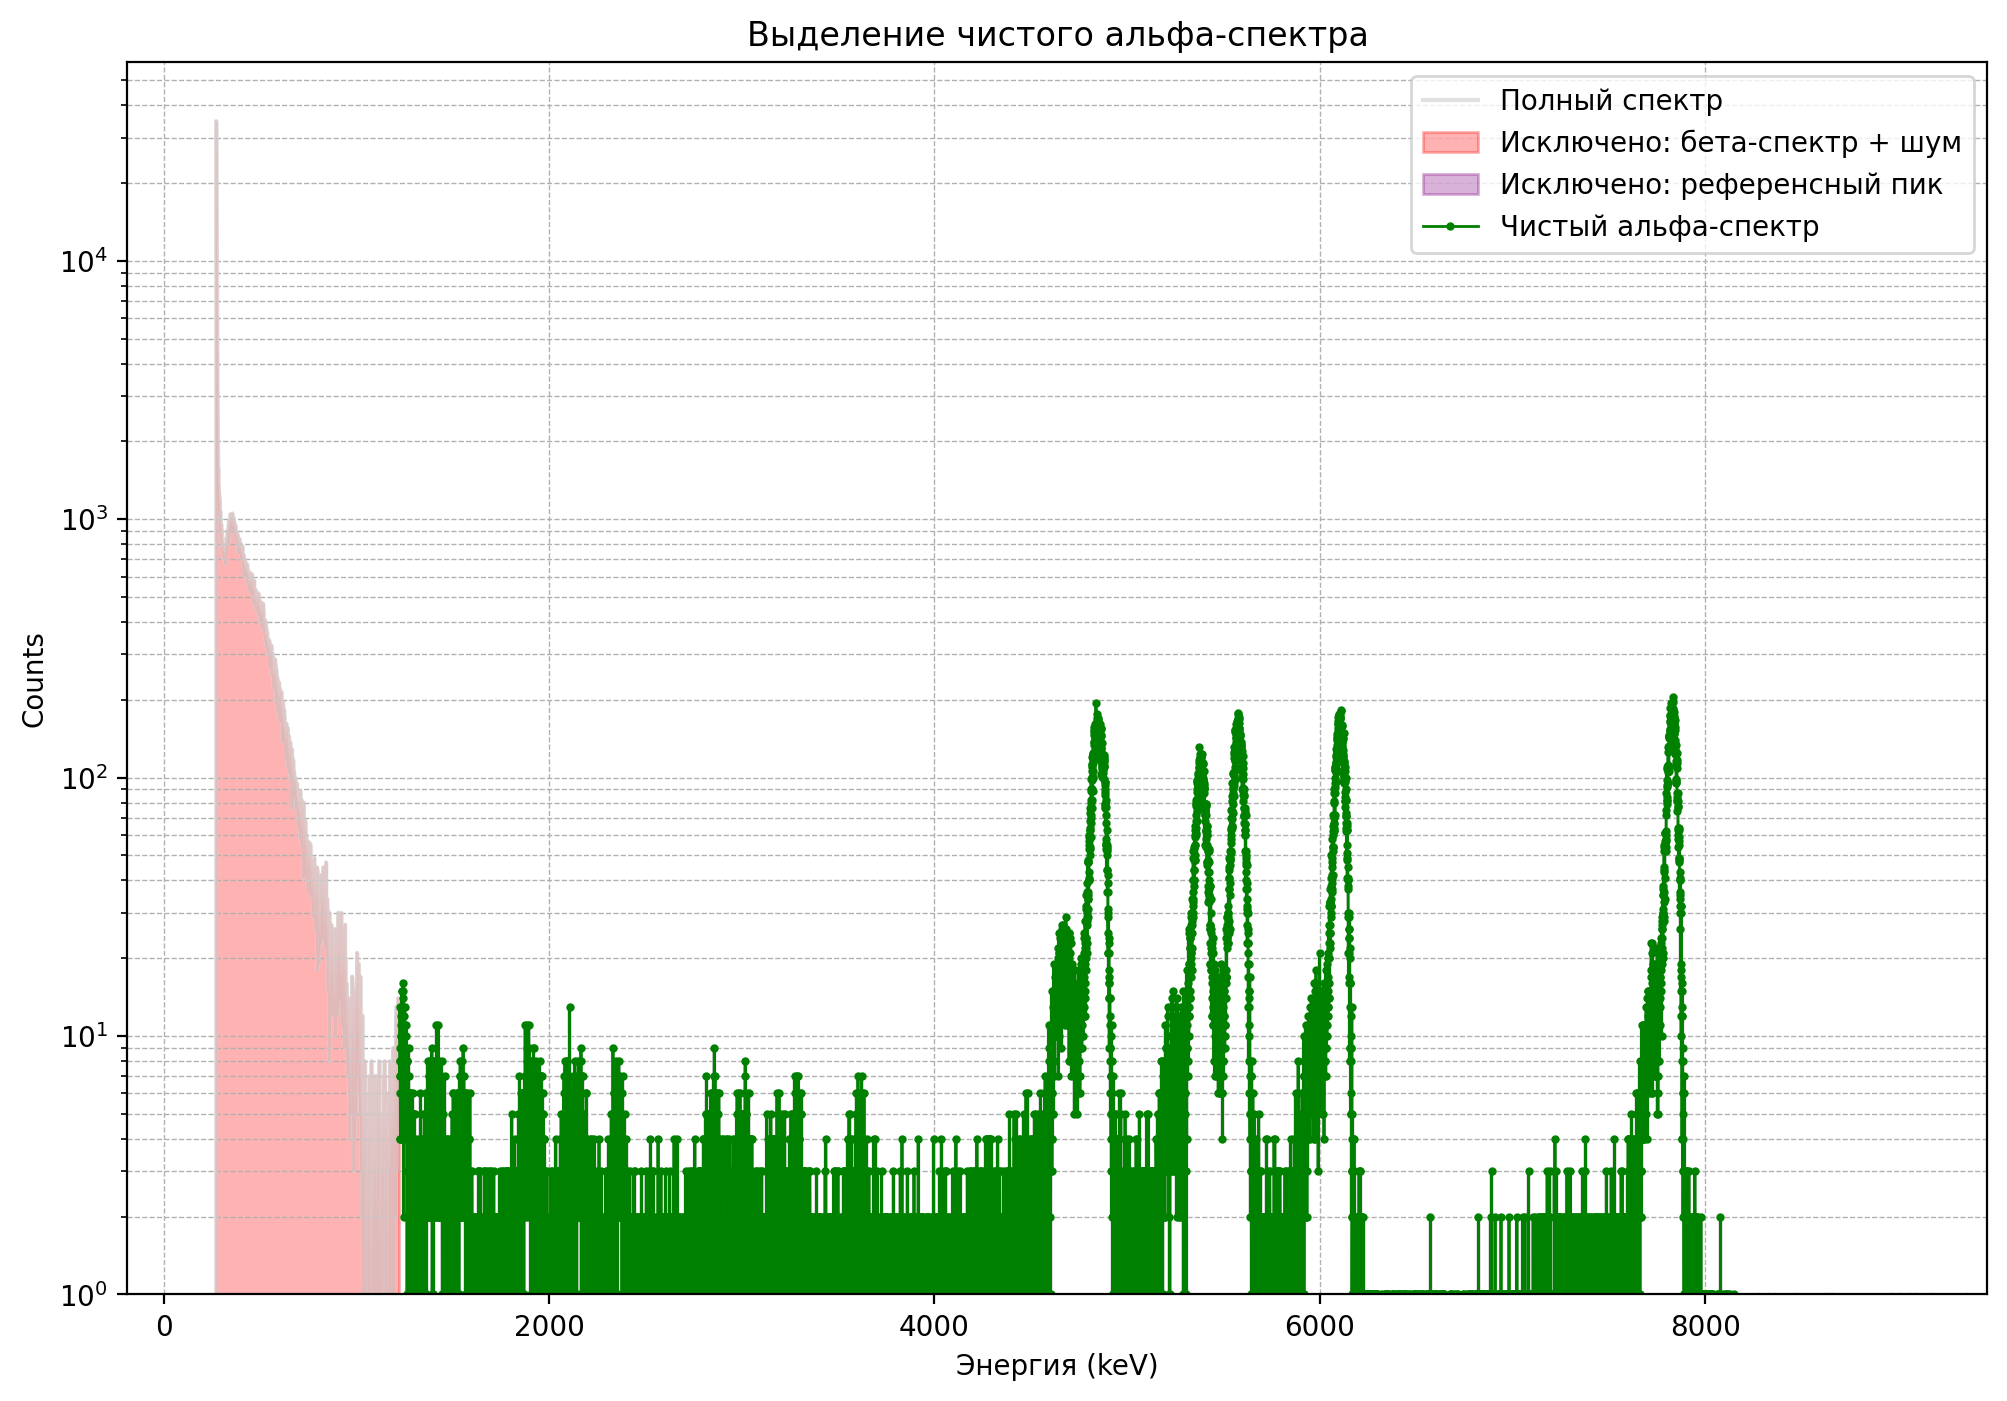 Выделение чистого альфа-спектра
Полный спектр
Исключено: бета-спектр + шум
Исключено: референсный пик
Чистый альфа-спектр
Counts
10⁴
10³
10²
10¹
10⁰
0 2000 4000 6000 8000
Энергия (keV)